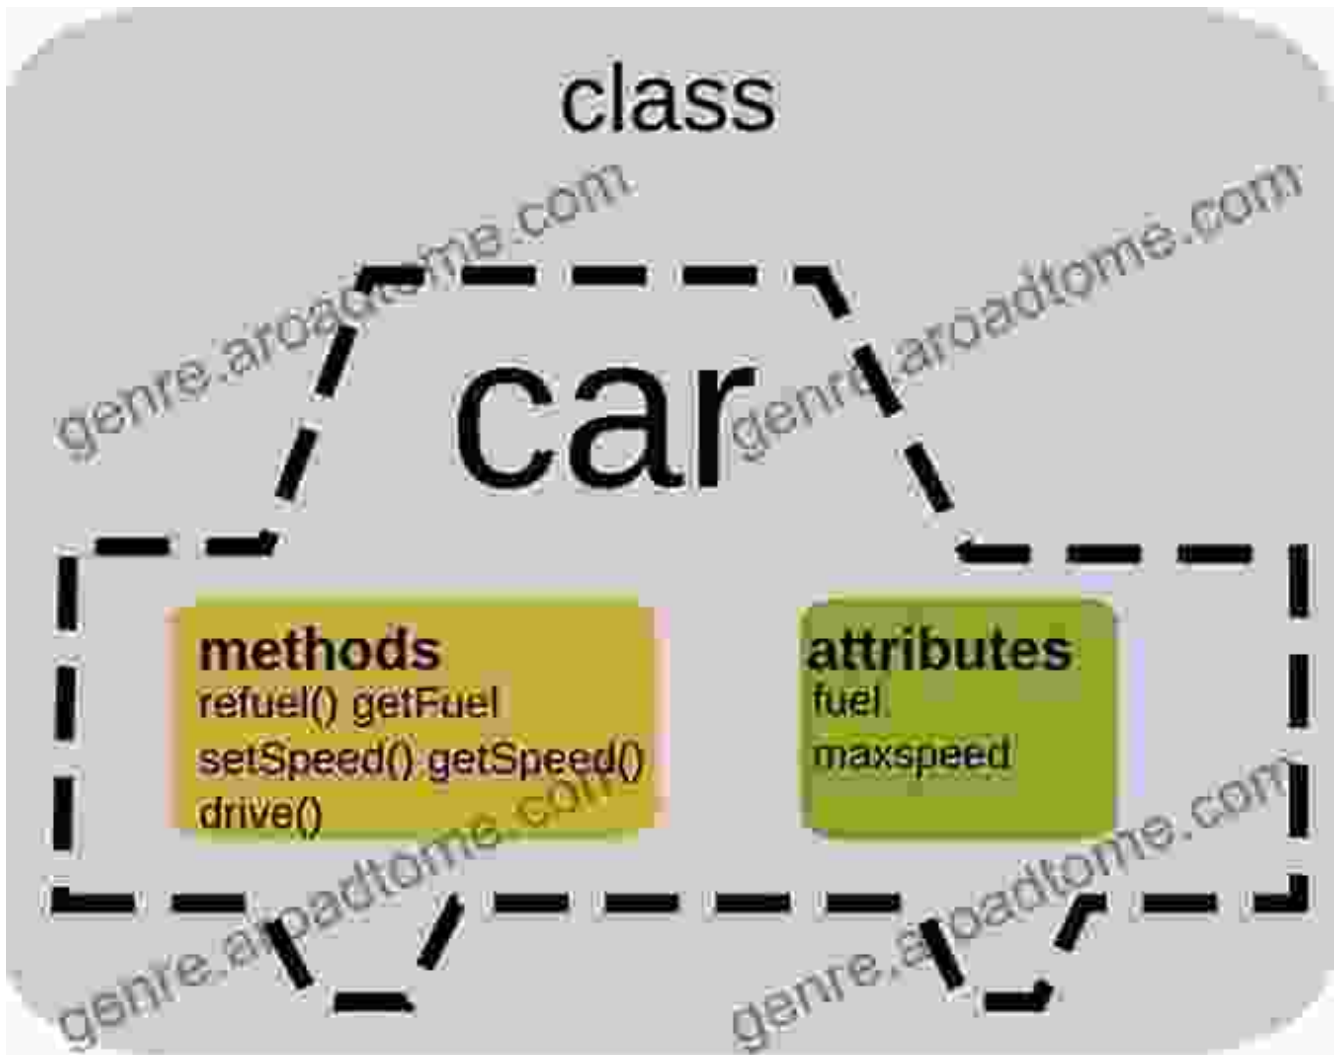 class
genre.aroadtome.com
genre.aroadtome.com
car
methods
refuel() getFuel
setSpeed() getSpeed()
drive()
attributes
fuel
maxspeed
genre.aroadtome.com
genre.aroadtome.com